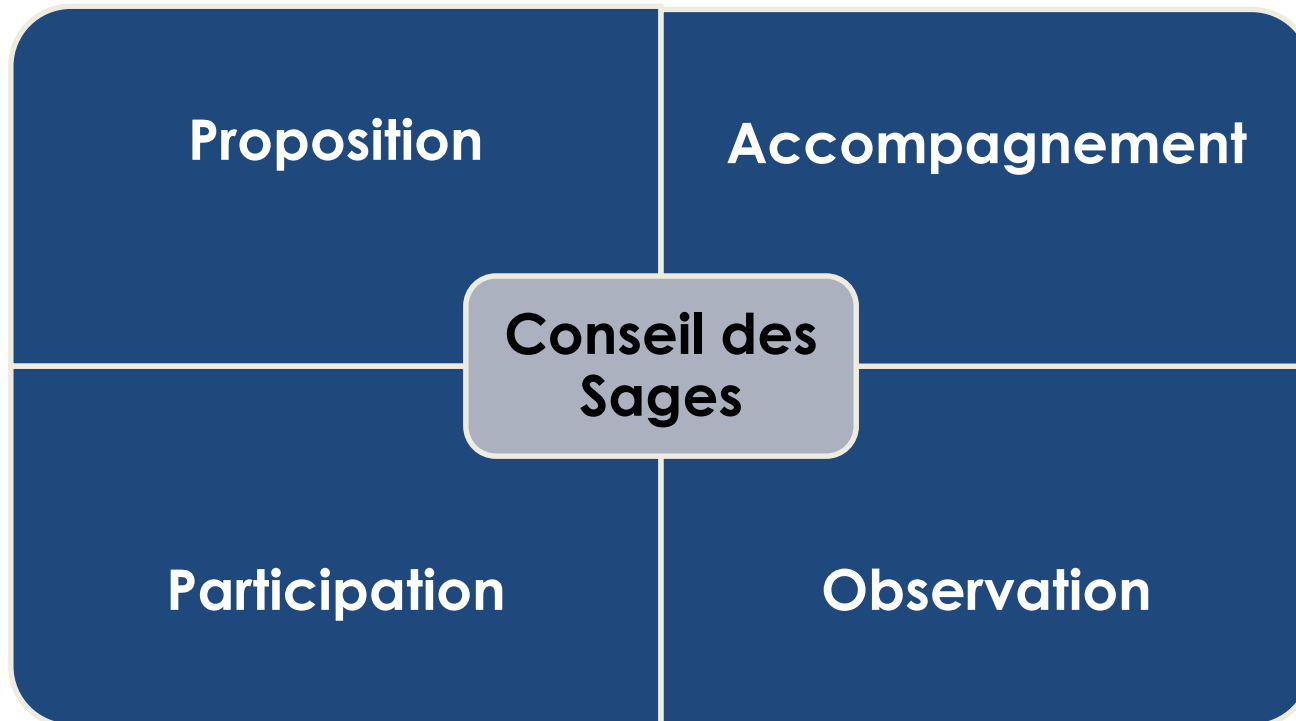 Proposition
Accompagnement
Conseil des
Sages
Participation
Observation